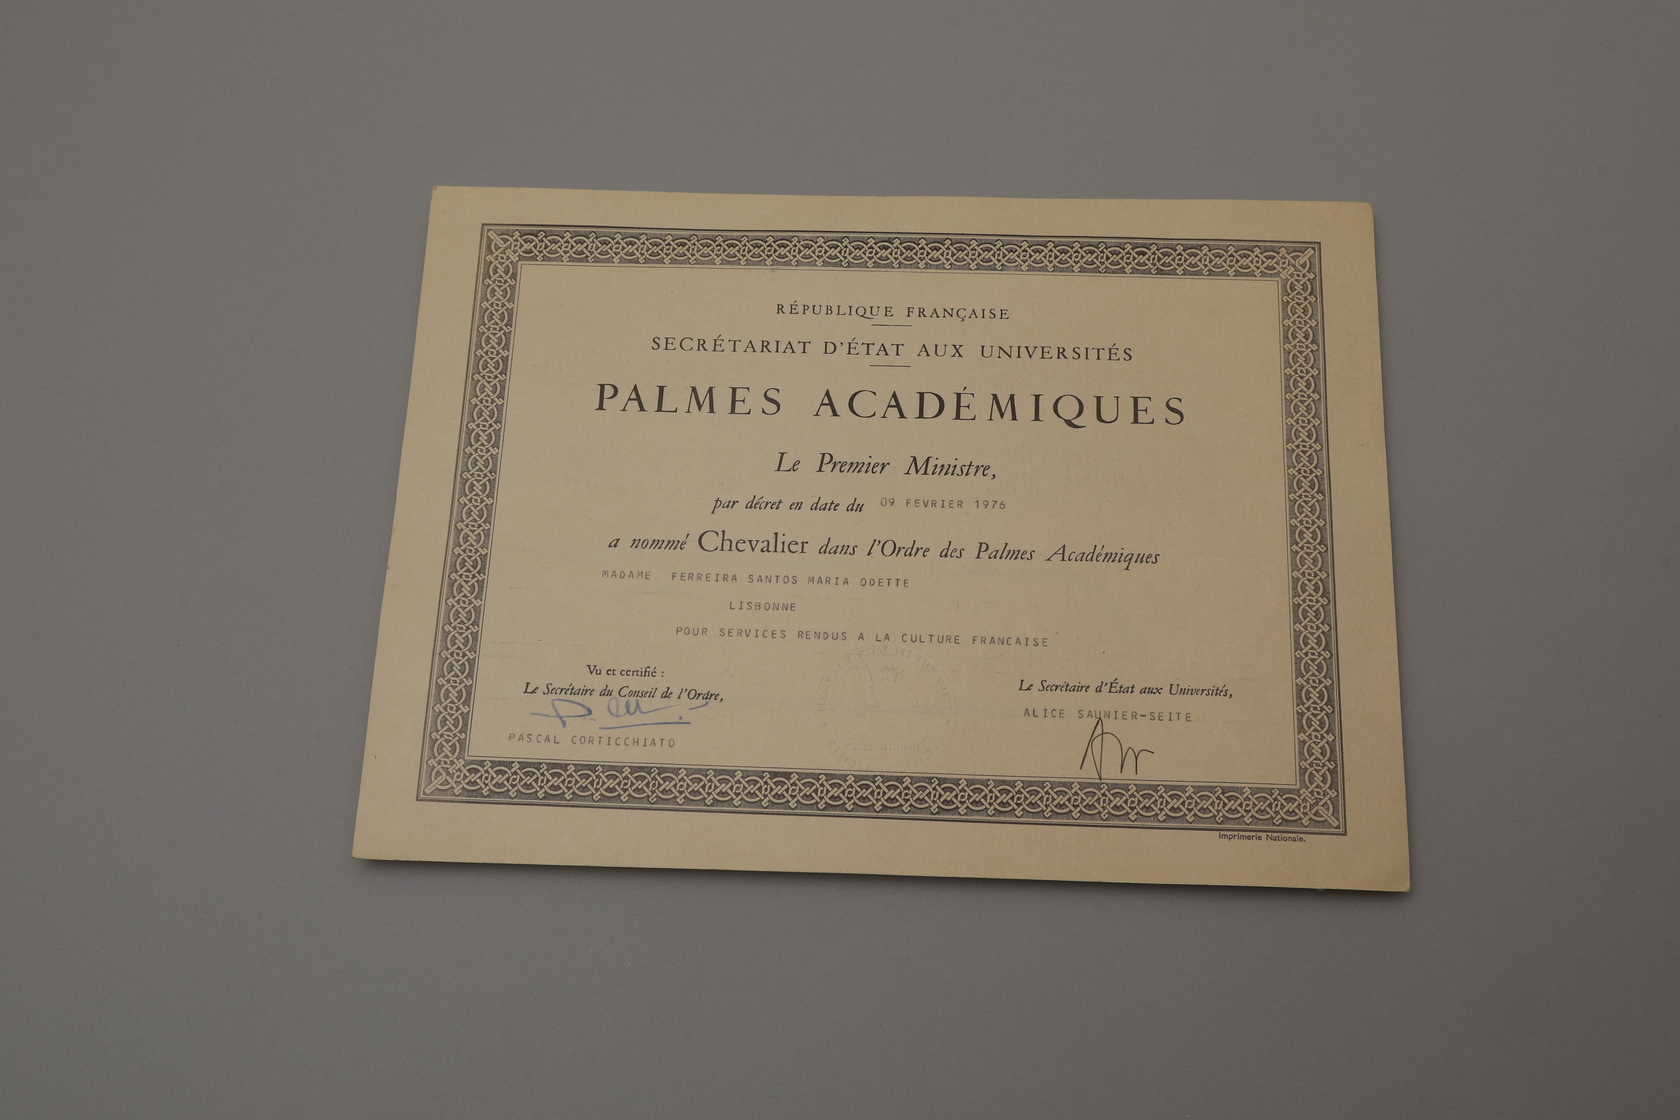 RÉPUBLIQUE FRANÇAISE
SECRÉTARIAT D'ÉTAT AUX UNIVERSITÉS
PALMES ACADÉMIQUES
Le Premier Ministre,
par décret en date du 09 FEVRIER 1976
a nommé Chevalier dans l'Ordre des Palmes Académiques
MADAME FERREIRA SANTOS MARIA ODETTE
LISBONNE
POUR SERVICES RENDUS A LA CULTURE FRANCAISE
Vu et certifié :
Le Secrétaire du Conseil de l'Ordre,
PASCAL CORTICCHIATO
Le Secrétaire d'État aux Universités,
ALICE SAUNIER-SEITE
Imprimerie Nationale.